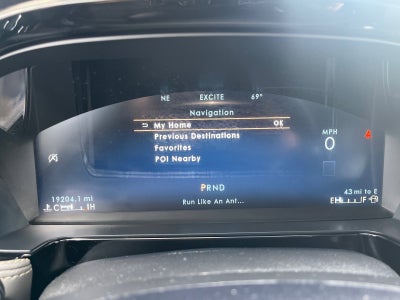 NE EXCITE 69°
Navigation
My Home OK
Previous Destinations
Favorites
POI Nearby
MPH
0
PRND
19204.1 mi
43 mi to E
C H
Run Like An Ant...
E F